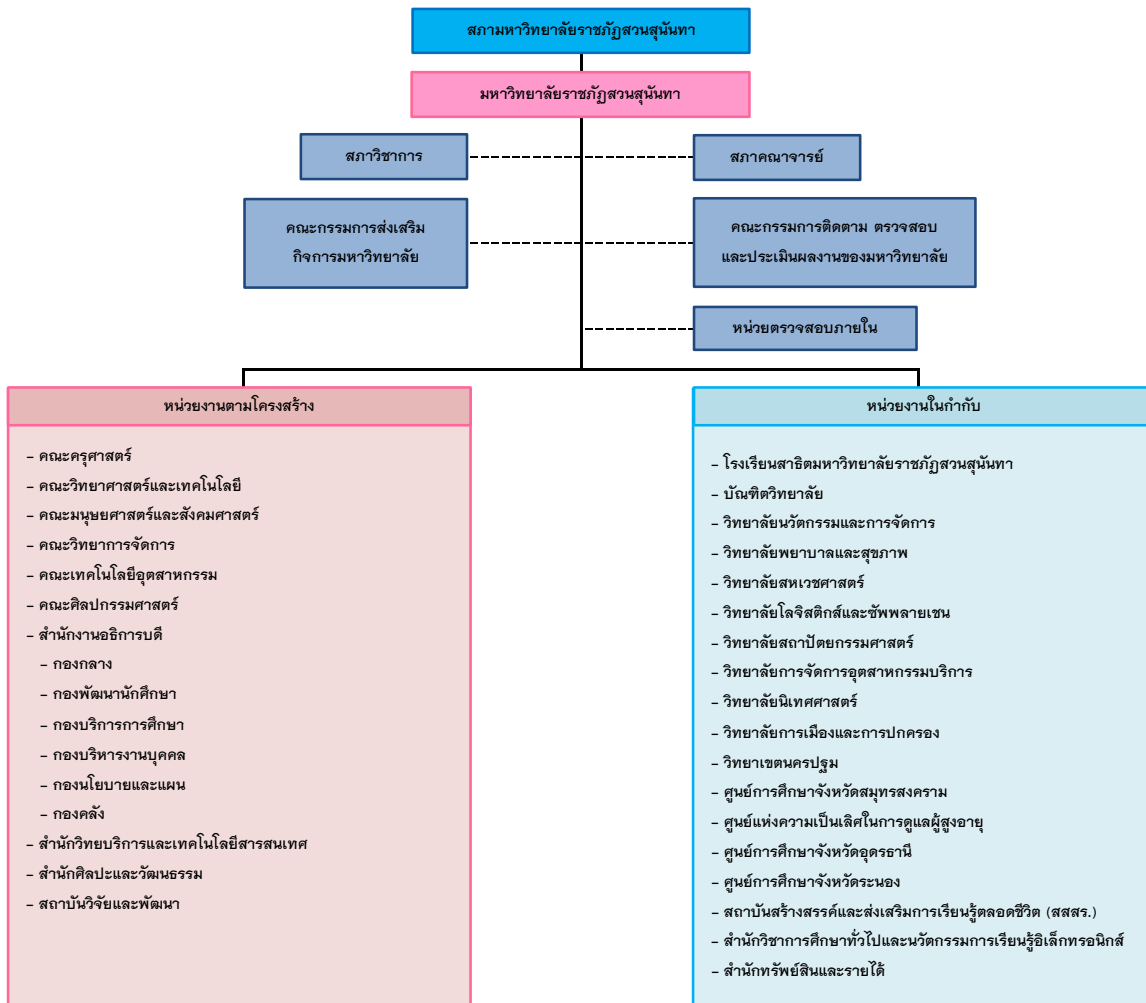 สภามหาวิทยาลัยราชภัฏสวนสุนันทา
มหาวิทยาลัยราชภัฏสวนสุนันทา
สภาวิชาการ
สภาคณาจารย์
คณะกรรมการส่งเสริม
กิจการมหาวิทยาลัย
คณะกรรมการติดตาม ตรวจสอบ
และประเมินผลงานของมหาวิทยาลัย
หน่วยตรวจสอบภายใน
หน่วยงานตามโครงสร้าง
– คณะครุศาสตร์
– คณะวิทยาศาสตร์และเทคโนโลยี
– คณะมนุษยศาสตร์และสังคมศาสตร์
– คณะวิทยาการจัดการ
– คณะเทคโนโลยีอุตสาหกรรม
– คณะศิลปกรรมศาสตร์
– สำนักงานอธิการบดี
– กองกลาง
– กองพัฒนานักศึกษา
– กองบริการการศึกษา
– กองบริหารงานบุคคล
– กองนโยบายและแผน
– กองคลัง
– สำนักวิทยบริการและเทคโนโลยีสารสนเทศ
– สำนักศิลปะและวัฒนธรรม
– สถาบันวิจัยและพัฒนา
หน่วยงานในกำกับ
– โรงเรียนสาธิตมหาวิทยาลัยราชภัฏสวนสุนันทา
– บัณฑิตวิทยาลัย
– วิทยาลัยนวัตกรรมและการจัดการ
– วิทยาลัยพยาบาลและสุขภาพ
– วิทยาลัยสหเวชศาสตร์
– วิทยาลัยโลจิสติกส์และซัพพลายเชน
– วิทยาลัยสถาปัตยกรรมศาสตร์
– วิทยาลัยการจัดการอุตสาหกรรมบริการ
– วิทยาลัยนิเทศศาสตร์
– วิทยาลัยการเมืองและการปกครอง
– วิทยาเขตนครปฐม
– ศูนย์การศึกษาจังหวัดสมุทรสงคราม
– ศูนย์แห่งความเป็นเลิศในการดูแลผู้สูงอายุ
– ศูนย์การศึกษาจังหวัดอุดรธานี
– ศูนย์การศึกษาจังหวัดระนอง
– สถาบันสร้างสรรค์และส่งเสริมการเรียนรู้ตลอดชีวิต (สสสร.)
– สำนักวิชาการศึกษาทั่วไปและนวัตกรรมการเรียนรู้อิเล็กทรอนิกส์
– สำนักทรัพย์สินและรายได้